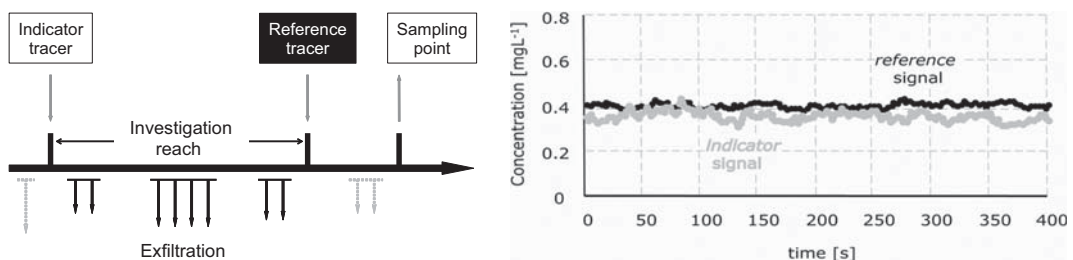 Indicator
tracer
Reference
tracer
Sampling
point
Investigation
reach
Exfiltration
Concentration [mgL⁻¹]
0.8
0.6
0.4
0.2
0
reference
signal
Indicator
signal
0 50 100 150 200 250 300 350 400
time [s]